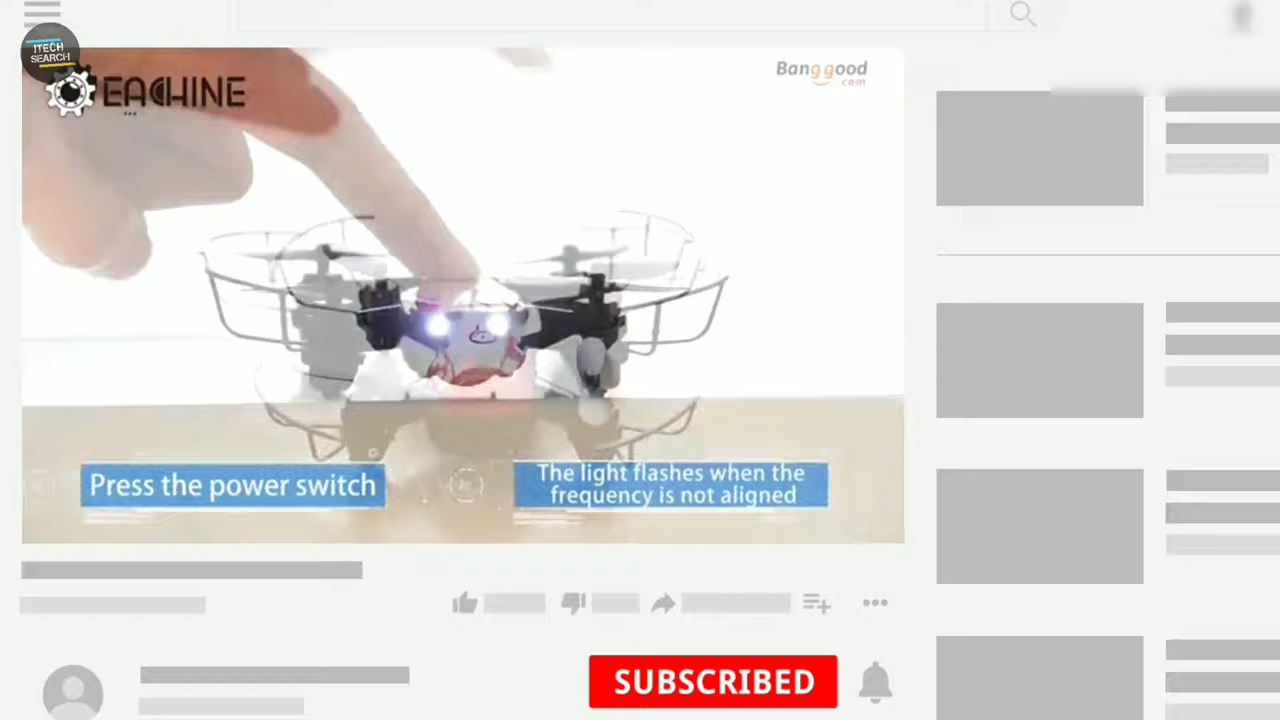 ITECH
SEARCH
EACHINE
Banggood
com
Press the power switch
The light flashes when the
frequency is not aligned
SUBSCRIBED